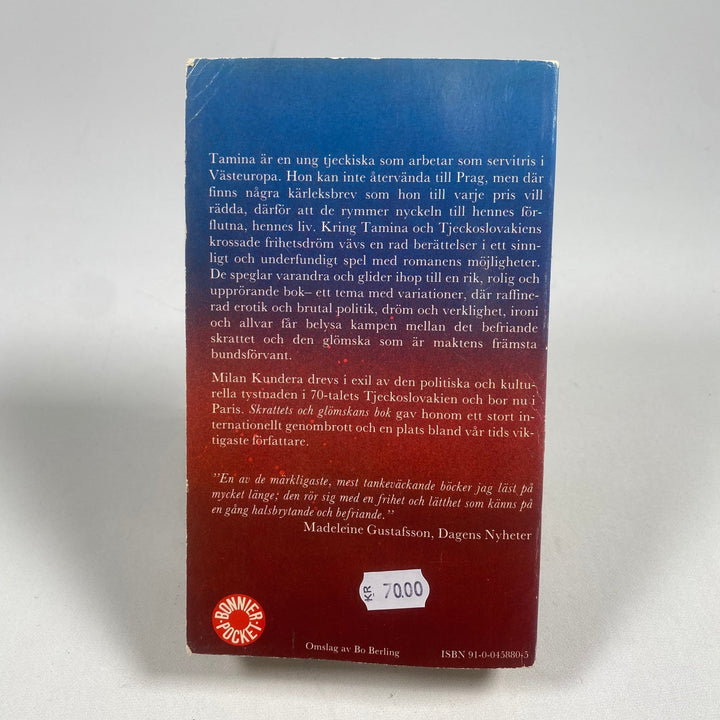 Tamina är en ung tjeckiska som arbetar som servitris i
Västeuropa. Hon kan inte återvända till Prag, men där
finns några kärleksbrev som hon till varje pris vill
rädda, därför att de rymmer nyckeln till hennes för-
flutna, hennes liv. Kring Tamina och Tjeckoslovakiens
krossade frihetsdröm vävs en rad berättelser i ett sinn-
ligt och underfundigt spel med romanens möjligheter.
De speglar varandra och glider ihop till en rik, rolig och
upprörande bok– ett tema med variationer, där raffine-
rad erotik och brutal politik, dröm och verklighet, ironi
och allvar får belysa kampen mellan det befriande
skrattet och den glömska som är maktens främsta
bundsförvant.
Milan Kundera drevs i exil av den politiska och kultu-
rella tystnaden i 70-talets Tjeckoslovakien och bor nu i
Paris. Skrattets och glömskans bok gav honom ett stort in-
ternationellt genombrott och en plats bland vår tids vik-
tigaste författare.
"En av de märkligaste, mest tankeväckande böcker jag läst på
mycket länge; den rör sig med en frihet och lätthet som känns på
en gång halsbrytande och befriande."
Madeleine Gustafsson, Dagens Nyheter
KR 70.00
BONNIER
POCKET
Omslag av Bo Berling
ISBN 91-0-045880-5